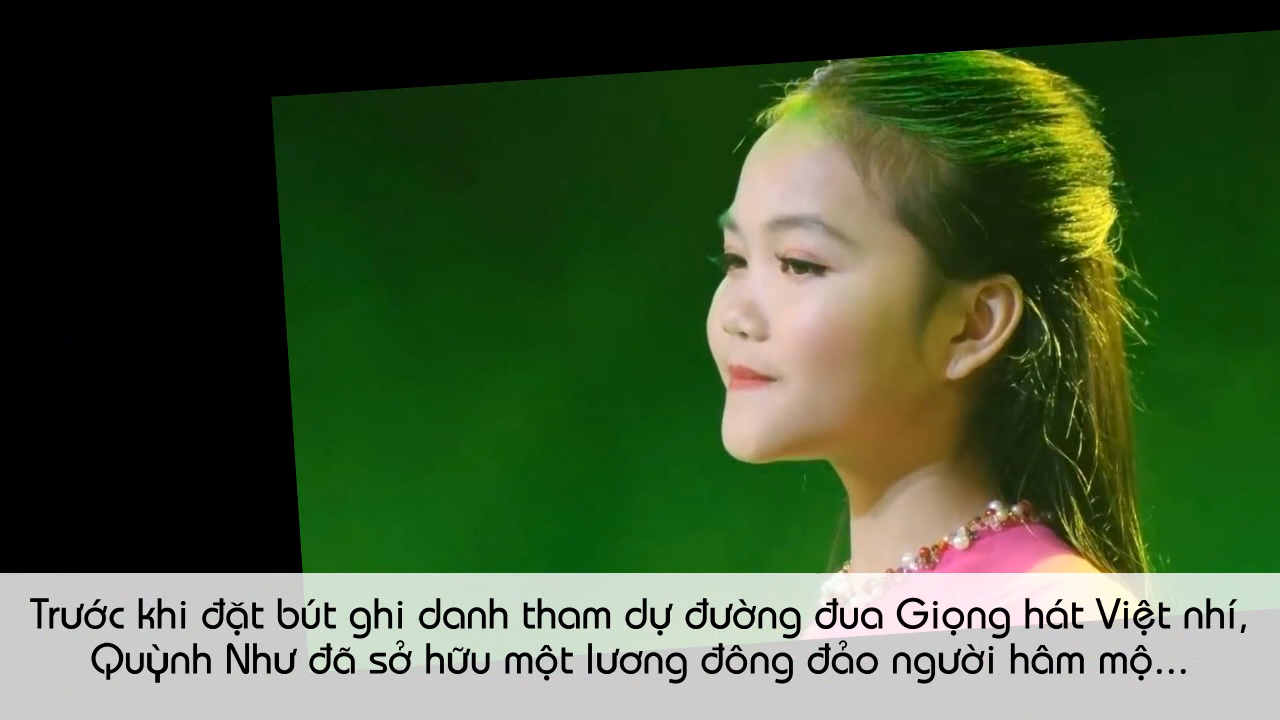 Trước khi đặt bút ghi danh tham dự đường đua Giọng hát Việt nhí,
Quỳnh Như đã sở hữu một lương đông đảo người hâm mộ...